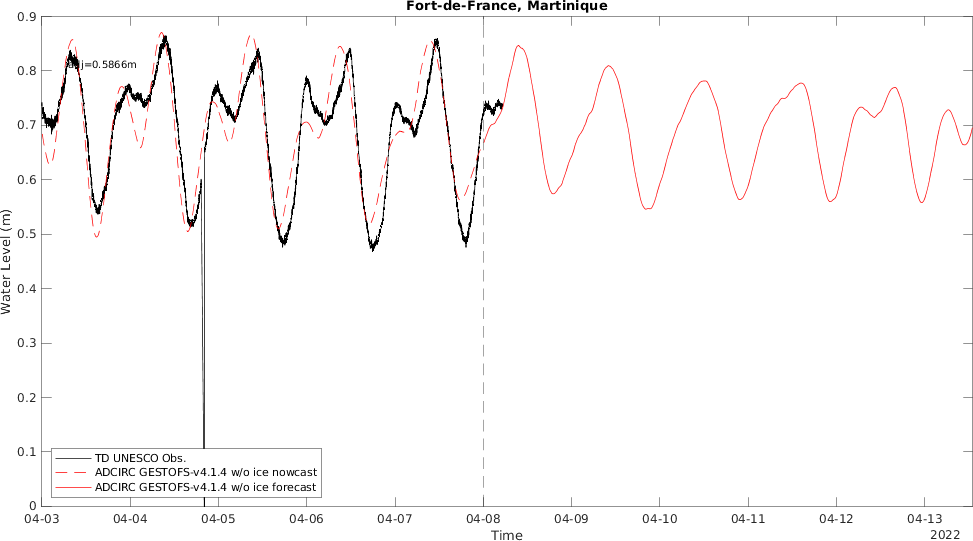 Fort-de-France, Martinique
0.9
0.8
0.7
0.6
0.5
0.4
0.3
0.2
0.1
0
Water Level (m)
j=0.5866m
TD UNESCO Obs.
ADCIRC GESTOFS-v4.1.4 w/o ice nowcast
ADCIRC GESTOFS-v4.1.4 w/o ice forecast
04-03 04-04 04-05 04-06 04-07 04-08 04-09 04-10 04-11 04-12 04-13
Time
2022